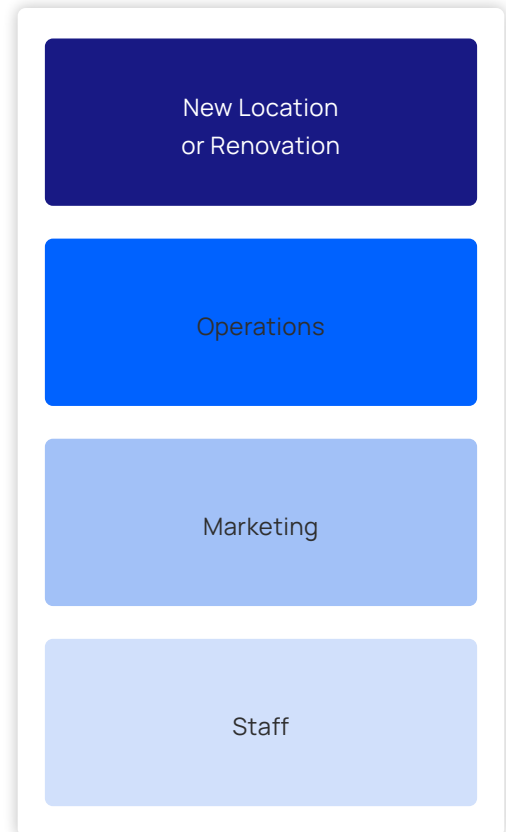 New Location
or Renovation
Operations
Marketing
Staff